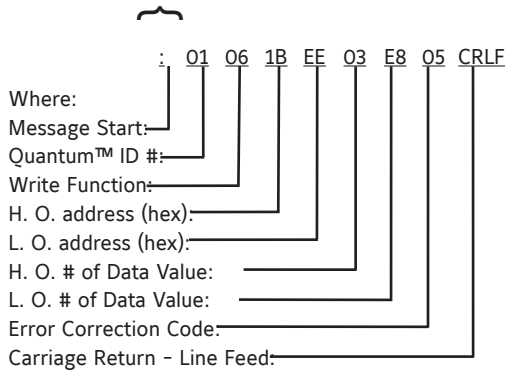 : 01 06 1B EE 03 E8 05 CRLF
Where:
Message Start:
Quantum™ ID #:
Write Function:
H. O. address (hex):
L. O. address (hex):
H. O. # of Data Value:
L. O. # of Data Value:
Error Correction Code:
Carriage Return - Line Feed: